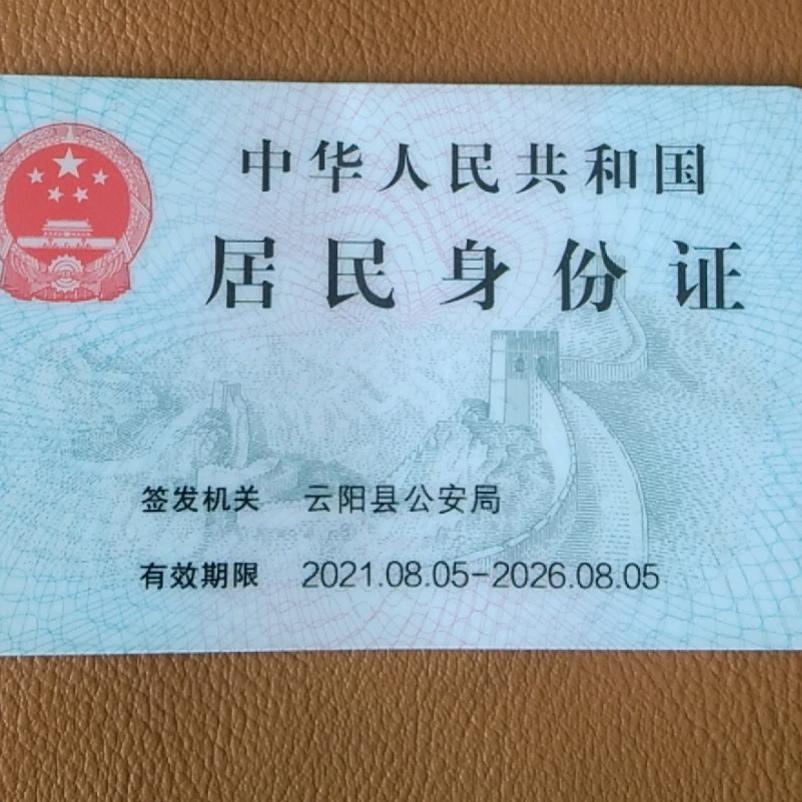 中华人民共和国
居民身份证
签发机关 云阳县公安局
有效期限 2021.08.05-2026.08.05